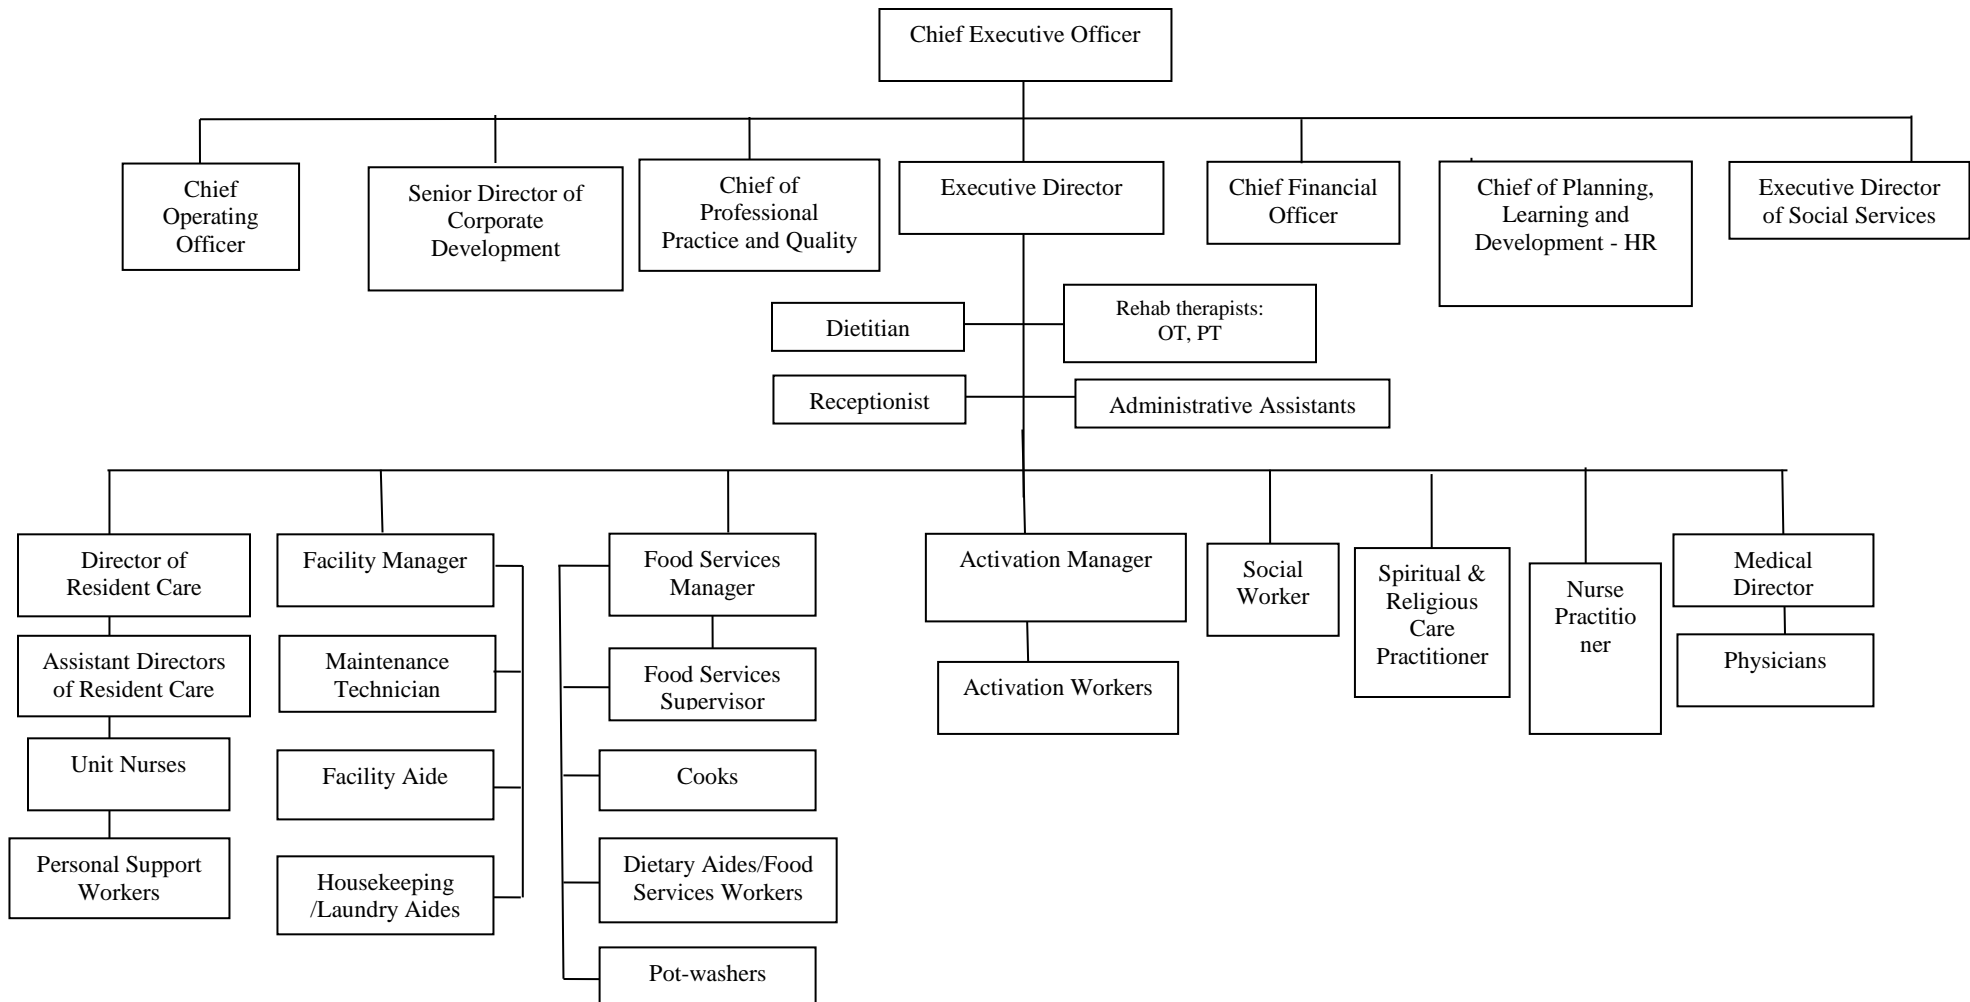 Chief Executive Officer
Chief
Operating
Officer
Senior Director of
Corporate
Development
Chief of
Professional
Practice and Quality
Executive Director
Chief Financial
Officer
Chief of Planning,
Learning and
Development - HR
Executive Director
of Social Services
Dietitian
Rehab therapists:
OT, PT
Receptionist
Administrative Assistants
Director of
Resident Care
Facility Manager
Food Services
Manager
Activation Manager
Social
Worker
Spiritual &
Religious
Care
Practitioner
Nurse
Practitio
ner
Medical
Director
Assistant Directors
of Resident Care
Maintenance
Technician
Food Services
Supervisor
Activation Workers
Physicians
Unit Nurses
Facility Aide
Cooks
Personal Support
Workers
Housekeeping
/Laundry Aides
Dietary Aides/Food
Services Workers
Pot-washers